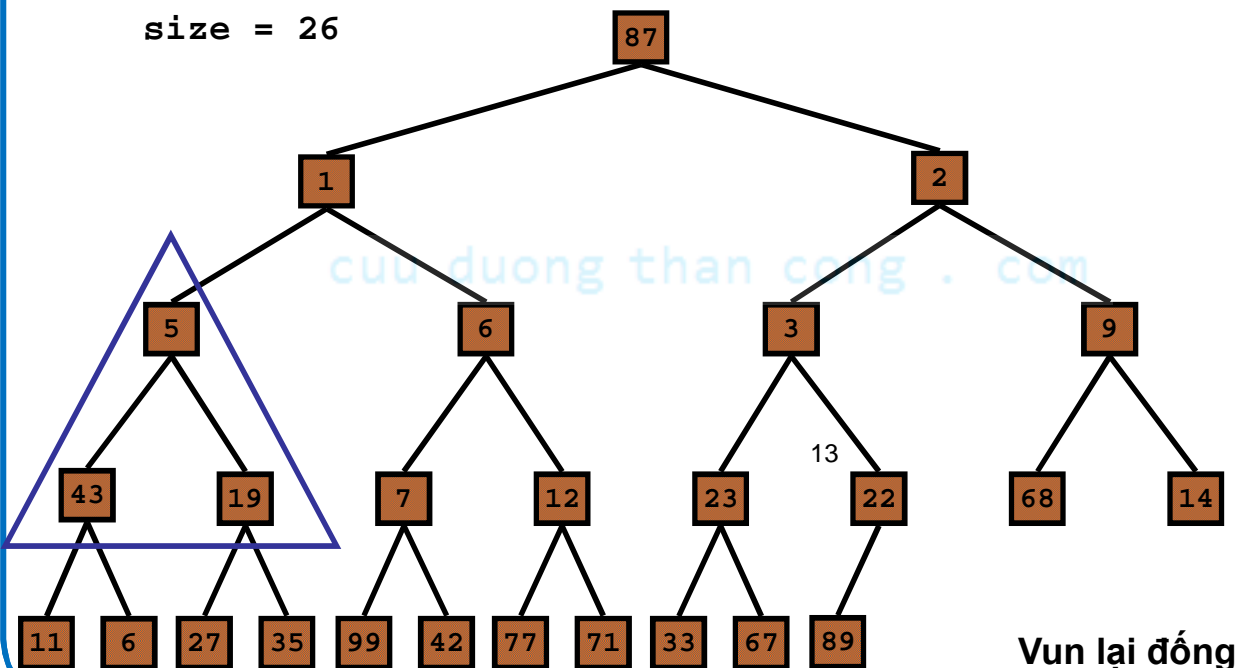 size = 26
87
1 2
cuu duong than cong . com
5 6 3 9
13
43 19 7 12 23 22 68 14
11 6 27 35 99 42 77 71 33 67 89
Vun lại đống